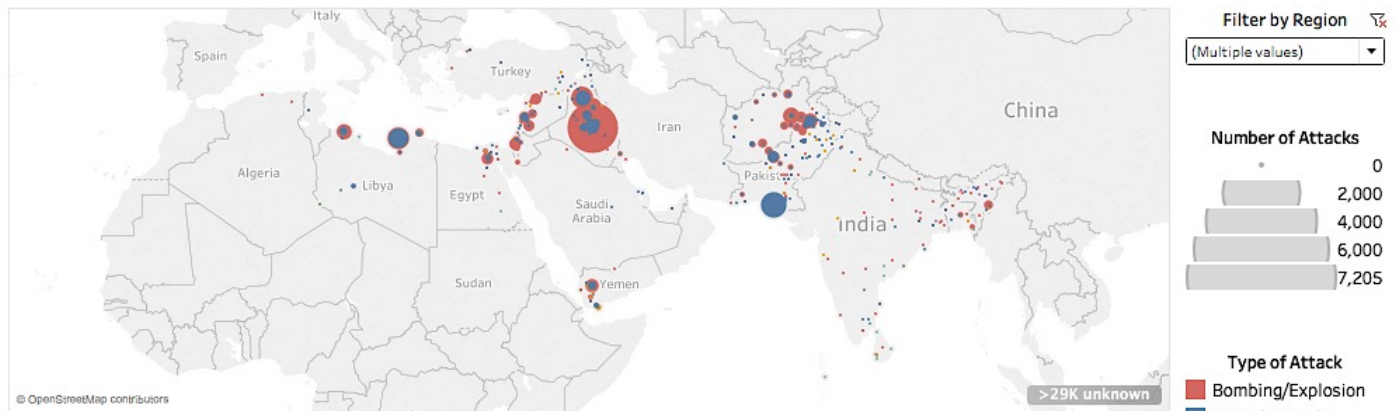 Italy
Spain
Turkey
China
Iran
Algeria
Libya
Egypt
Pakist
Saudi
Arabia
India
Sudan
Yemen
© OpenStreetMap contributors
>29K unknown
Filter by Region
(Multiple values)
Number of Attacks
0
2,000
4,000
6,000
7,205
Type of Attack
Bombing/Explosion